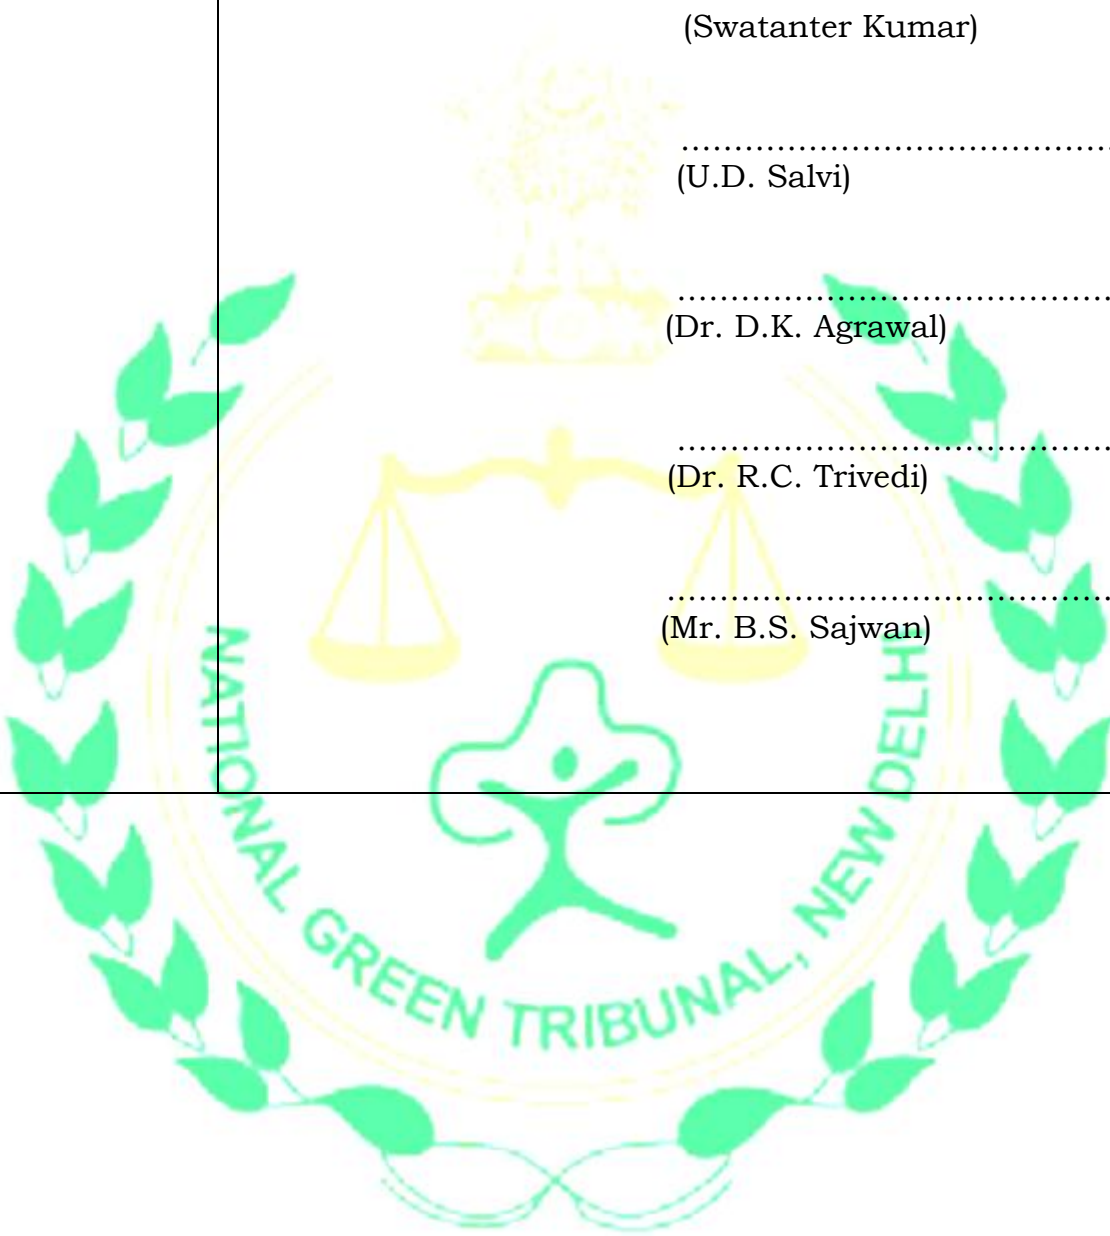 (Swatanter Kumar)
...........................................
(U.D. Salvi)
...........................................
(Dr. D.K. Agrawal)
...........................................
(Dr. R.C. Trivedi)
...........................................
(Mr. B.S. Sajwan)
NATIONAL GREEN TRIBUNAL, NEW DELHI